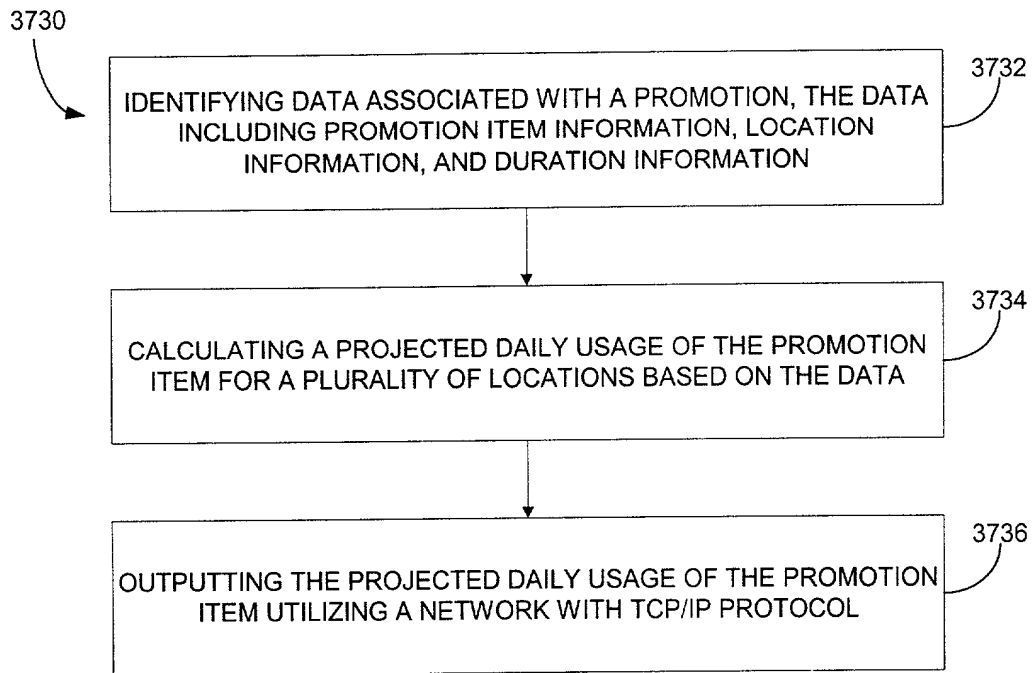 3730
3732
IDENTIFYING DATA ASSOCIATED WITH A PROMOTION, THE DATA
INCLUDING PROMOTION ITEM INFORMATION, LOCATION
INFORMATION, AND DURATION INFORMATION
3734
CALCULATING A PROJECTED DAILY USAGE OF THE PROMOTION
ITEM FOR A PLURALITY OF LOCATIONS BASED ON THE DATA
3736
OUTPUTTING THE PROJECTED DAILY USAGE OF THE PROMOTION
ITEM UTILIZING A NETWORK WITH TCP/IP PROTOCOL